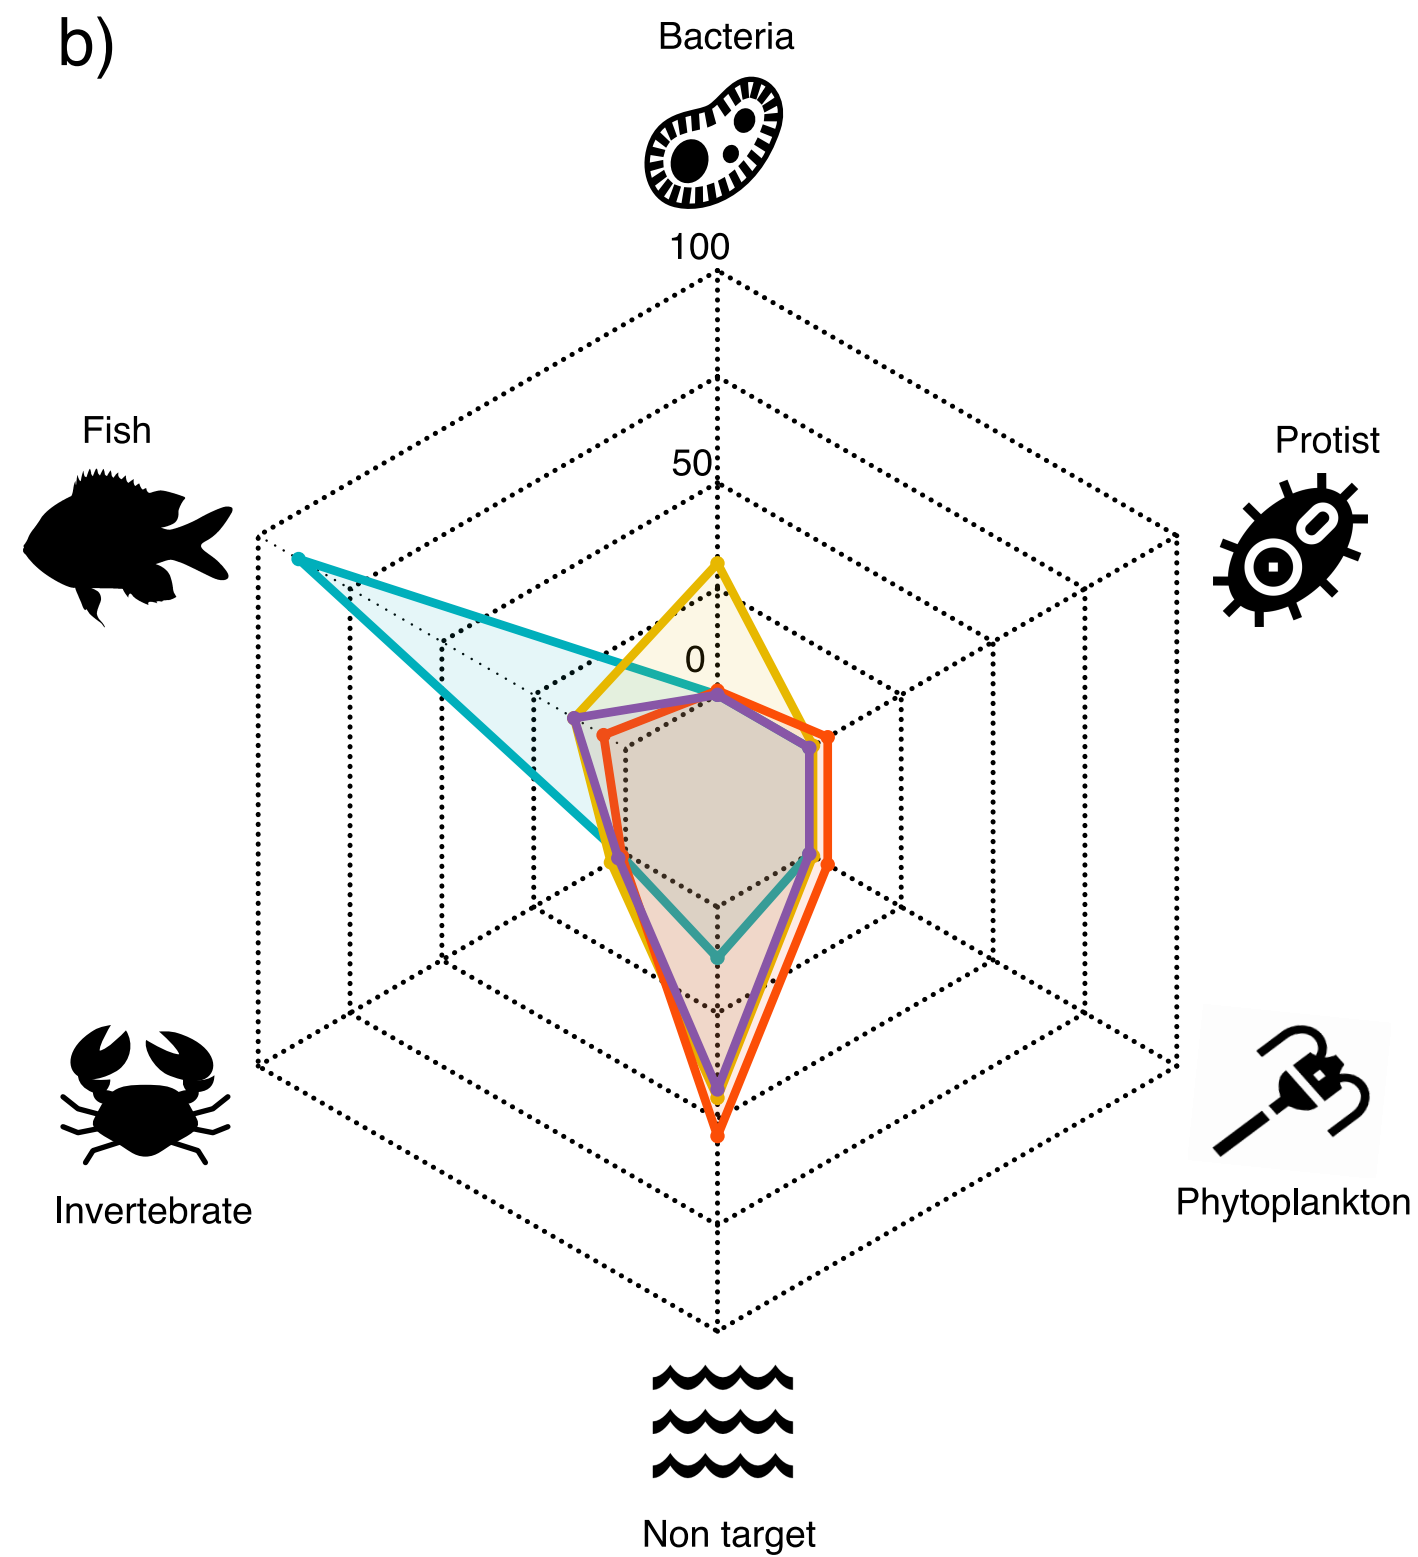 b)
Bacteria
100
Fish
Protist
50
0
Invertebrate
Phytoplankton
Non target